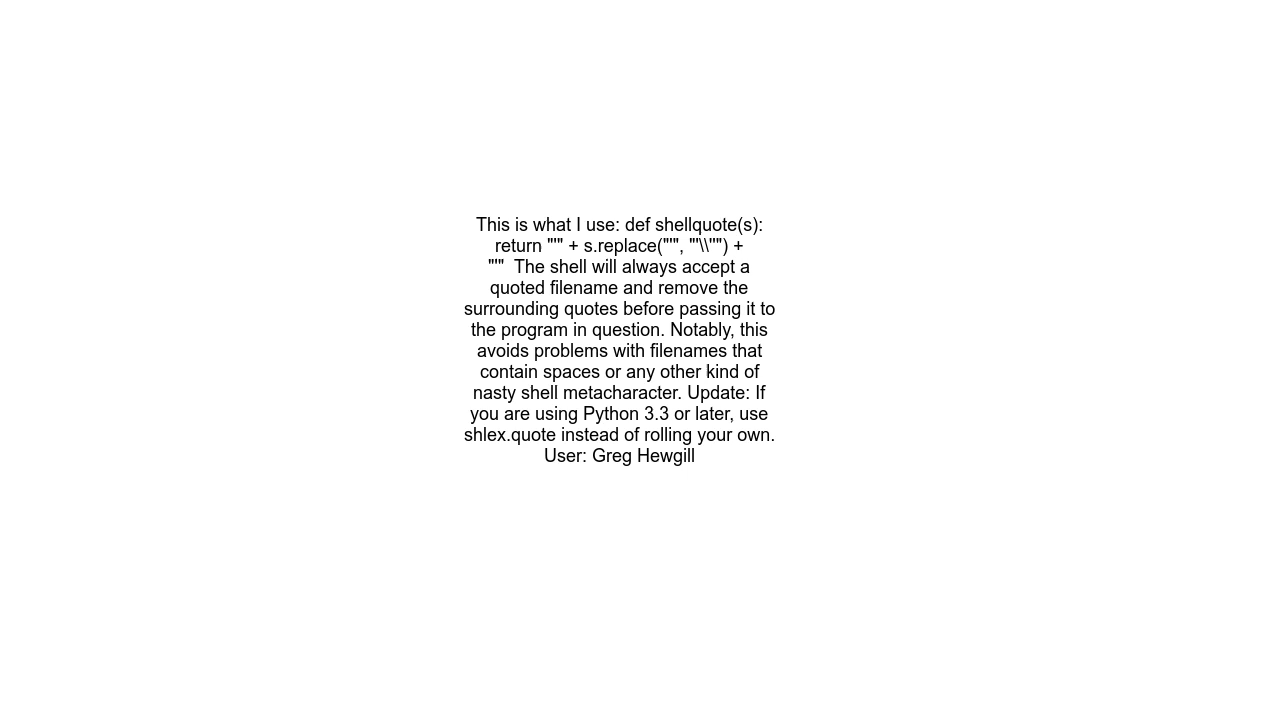 This is what I use: def shellquote(s):
return "'" + s.replace("'", "'\\''") +
"'"  The shell will always accept a
quoted filename and remove the
surrounding quotes before passing it to
the program in question. Notably, this
avoids problems with filenames that
contain spaces or any other kind of
nasty shell metacharacter. Update: If
you are using Python 3.3 or later, use
shlex.quote instead of rolling your own.
User: Greg Hewgill